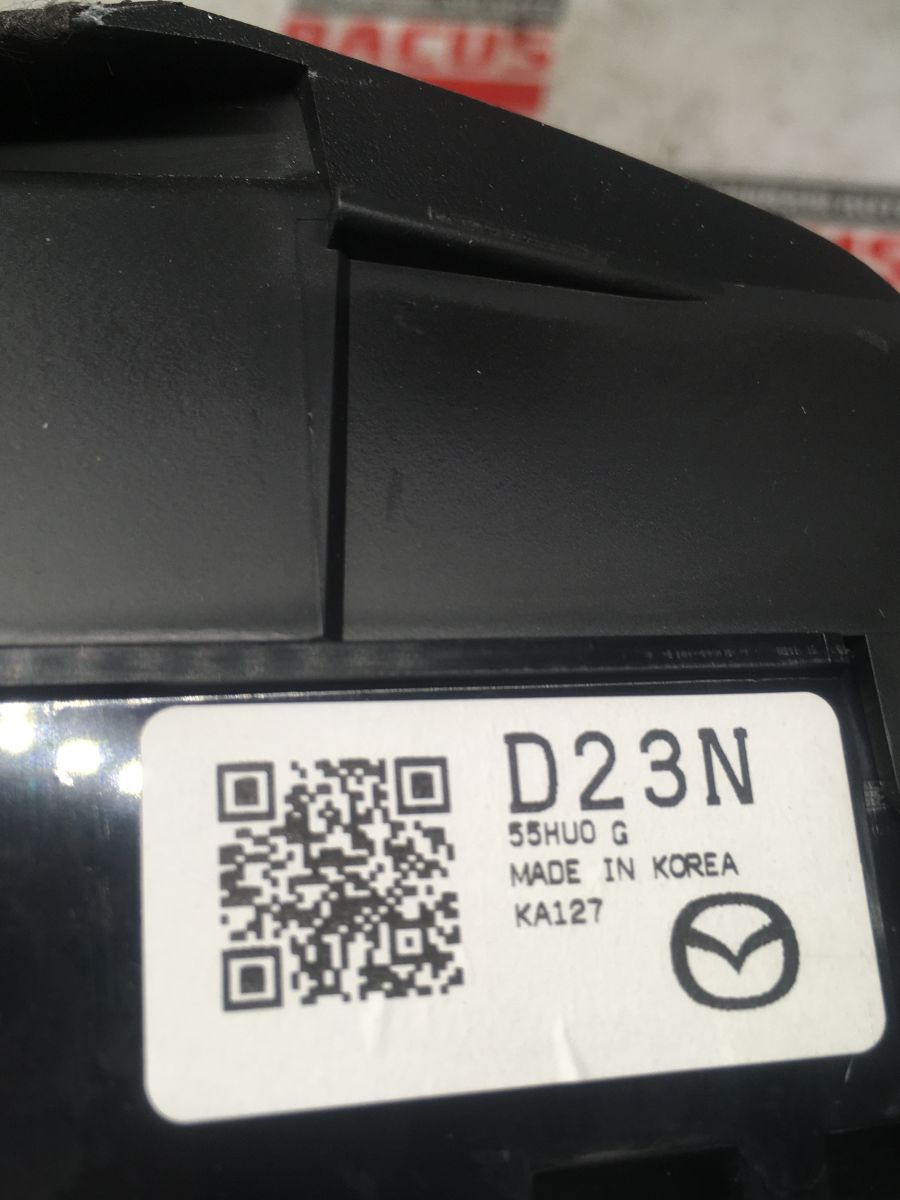 D23N
55HU0 G
MADE IN KOREA
KA127